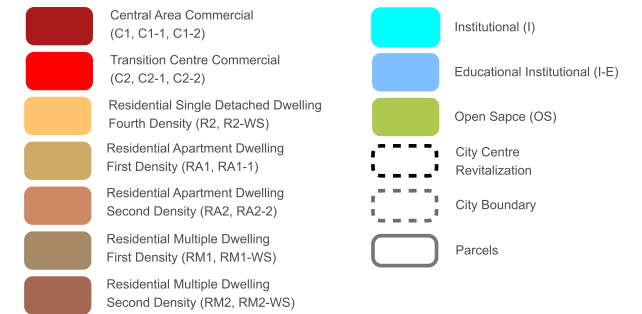 Central Area Commercial
(C1, C1-1, C1-2)
Transition Centre Commercial
(C2, C2-1, C2-2)
Residential Single Detached Dwelling
Fourth Density (R2, R2-WS)
Residential Apartment Dwelling
First Density (RA1, RA1-1)
Residential Apartment Dwelling
Second Density (RA2, RA2-2)
Residential Multiple Dwelling
First Density (RM1, RM1-WS)
Residential Multiple Dwelling
Second Density (RM2, RM2-WS)
Institutional (I)
Educational Institutional (I-E)
Open Sapce (OS)
City Centre
Revitalization
City Boundary
Parcels